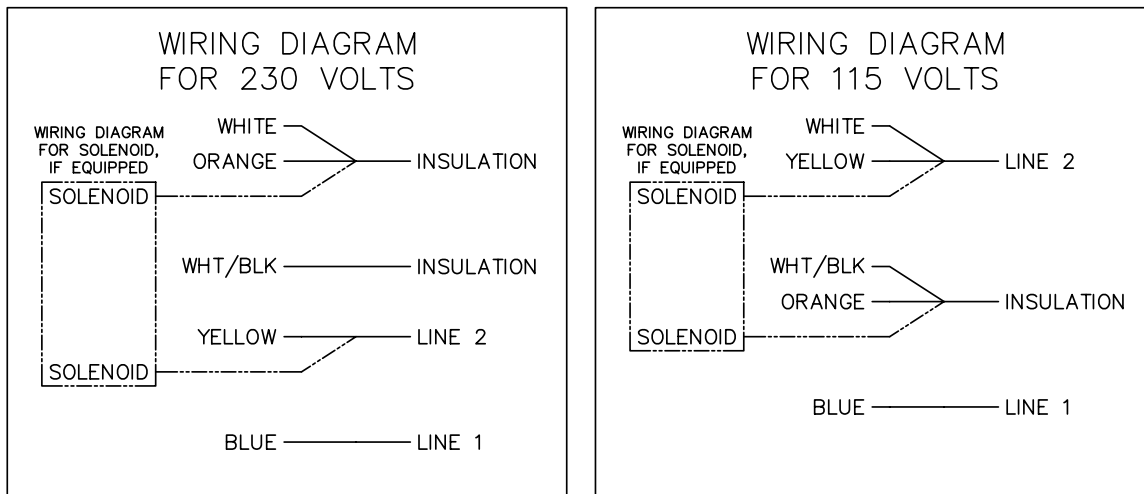 WIRING DIAGRAM
FOR 230 VOLTS
WIRING DIAGRAM
FOR SOLENOID,
IF EQUIPPED
SOLENOID
WHITE
ORANGE
INSULATION
WHT/BLK
INSULATION
YELLOW
LINE 2
SOLENOID
BLUE
LINE 1
WIRING DIAGRAM
FOR 115 VOLTS
WIRING DIAGRAM
FOR SOLENOID,
IF EQUIPPED
SOLENOID
WHITE
YELLOW
LINE 2
WHT/BLK
ORANGE
INSULATION
SOLENOID
BLUE
LINE 1